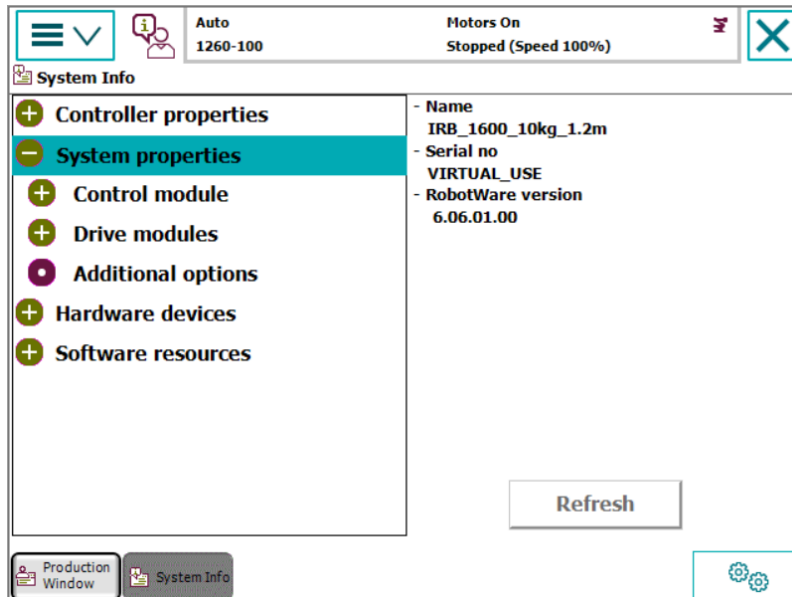 Auto
1260-100
Motors On
Stopped (Speed 100%)
System Info
Controller properties
System properties
Control module
Drive modules
Additional options
Hardware devices
Software resources
- Name
IRB_1600_10kg_1.2m
- Serial no
VIRTUAL_USE
- RobotWare version
6.06.01.00
Refresh
Production
Window
System Info